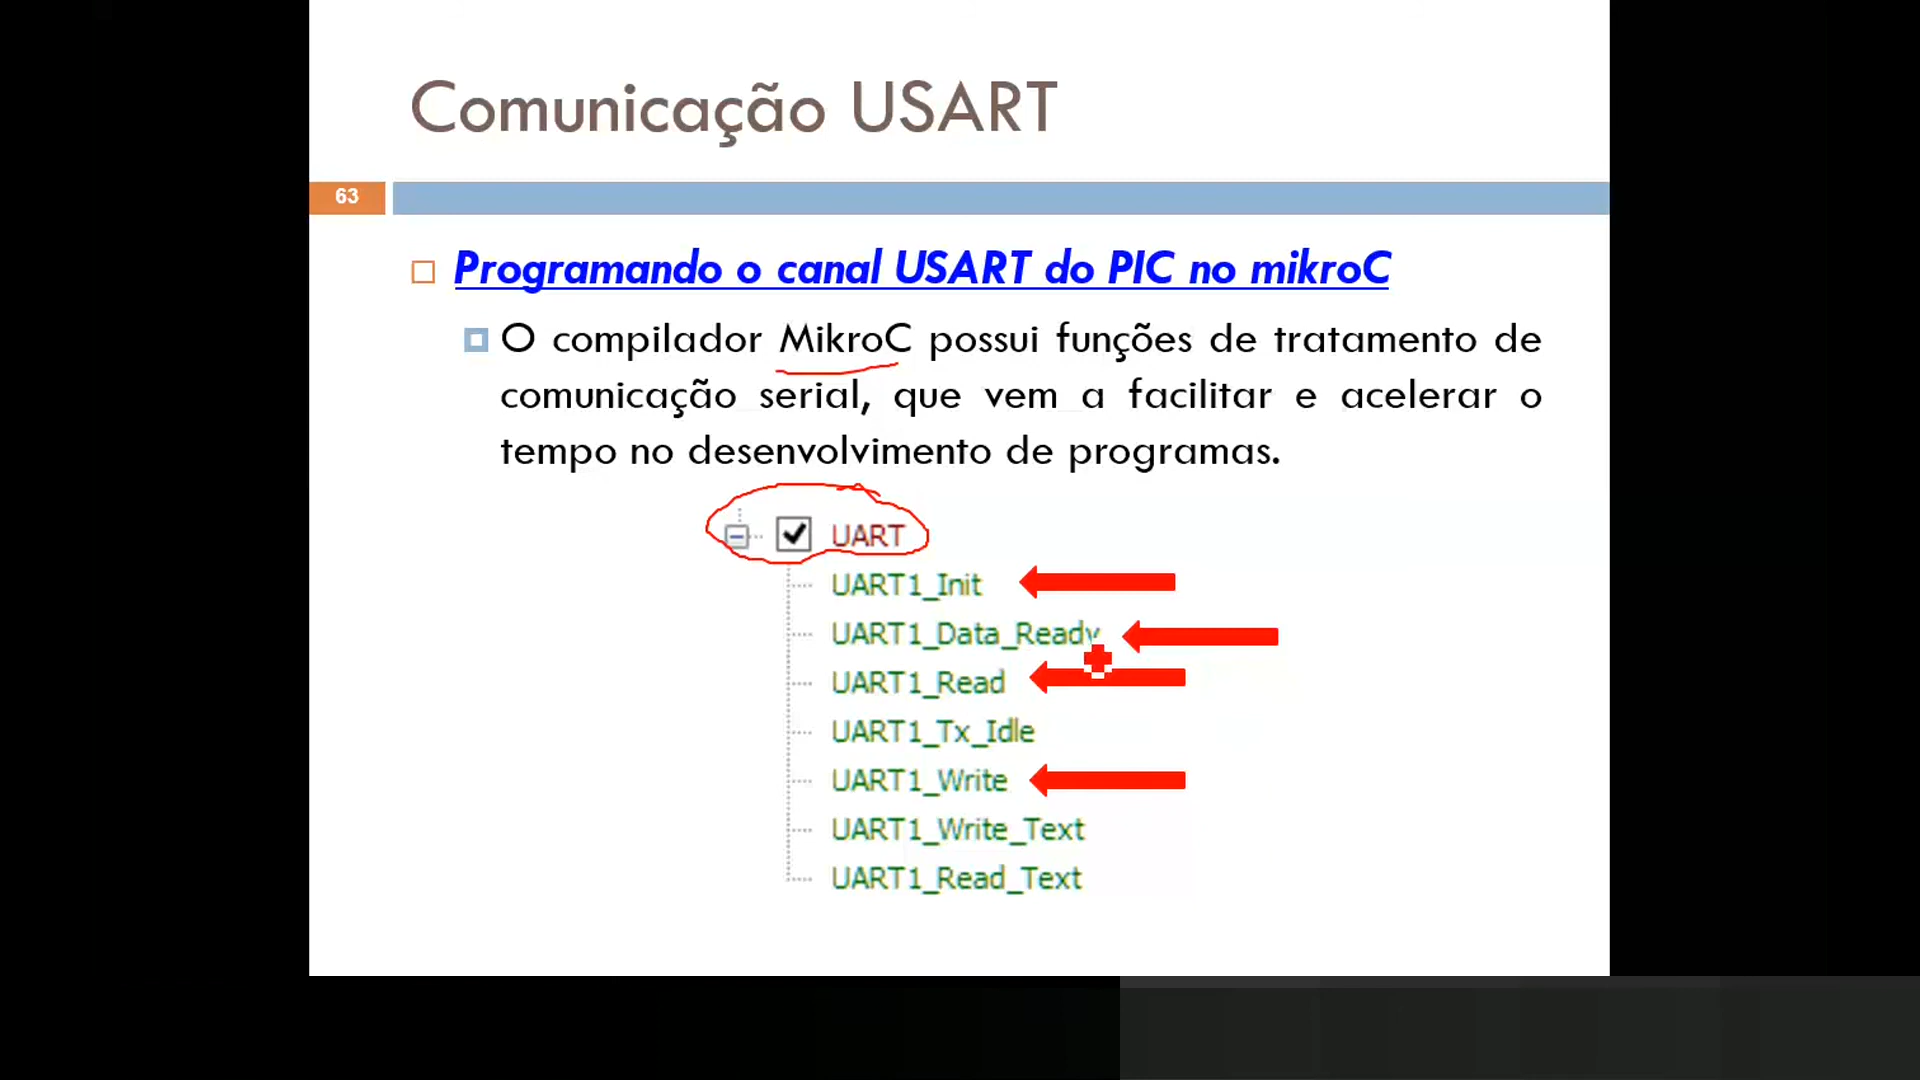 Comunicação USART
63
Programando o canal USART do PIC no mikroC
O compilador MikroC possui funções de tratamento de
comunicação serial, que vem a facilitar e acelerar o
tempo no desenvolvimento de programas.
UART
UART1_Init
UART1_Data_Ready
UART1_Read
UART1_Tx_Idle
UART1_Write
UART1_Write_Text
UART1_Read_Text